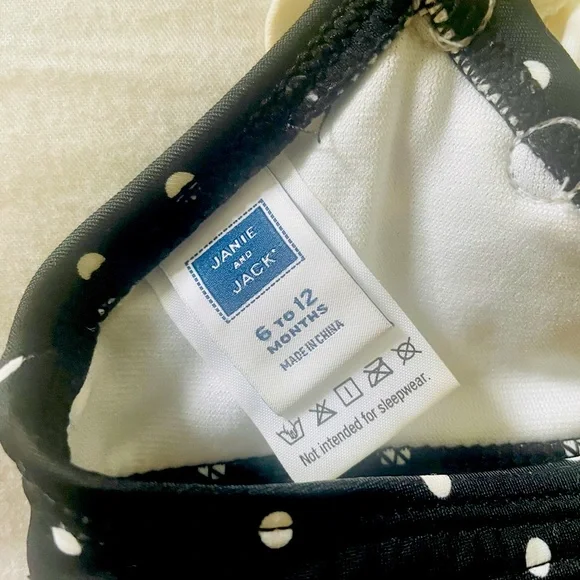 JANIE
AND
JACK®
6 TO 12
MONTHS
MADE IN CHINA
Not intended for sleepwear.